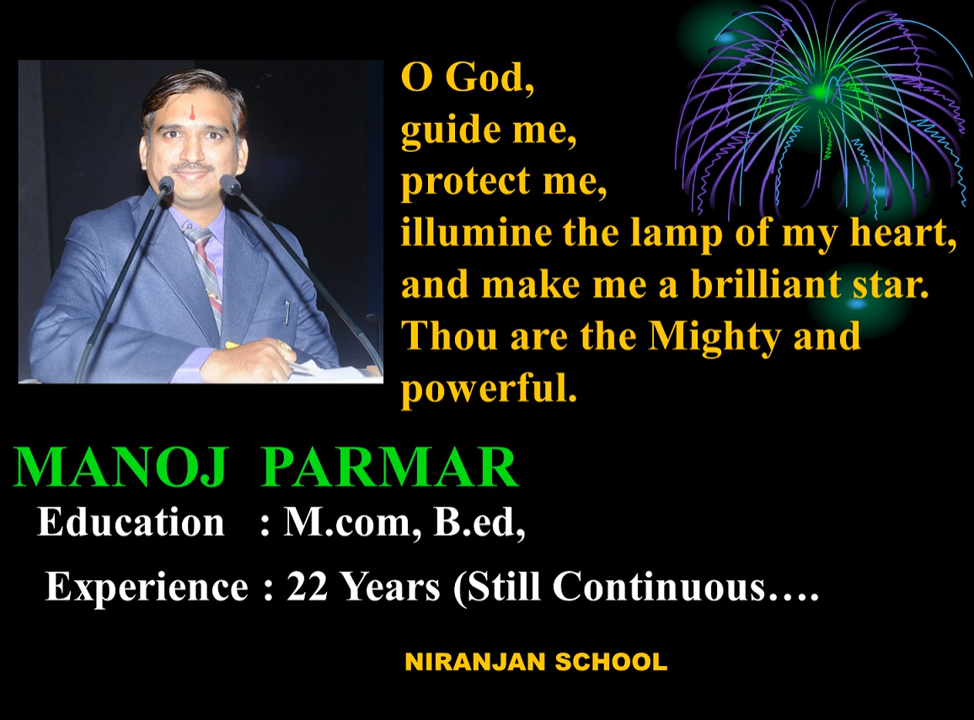 O God,
guide me,
protect me,
illumine the lamp of my heart,
and make me a brilliant star.
Thou are the Mighty and
powerful.
MANOJ PARMAR
Education : M.com, B.ed,
Experience : 22 Years (Still Continuous….
NIRANJAN SCHOOL